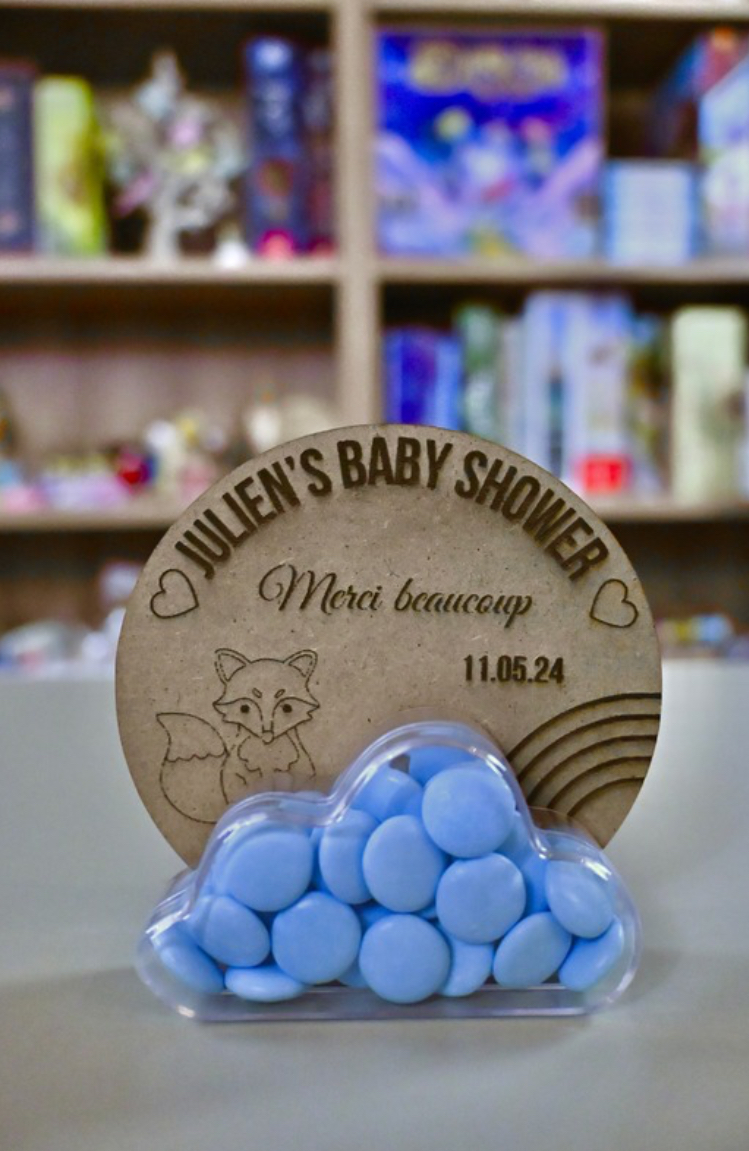 JULIEN'S BABY SHOWER
Merci beaucoup
11.05.24